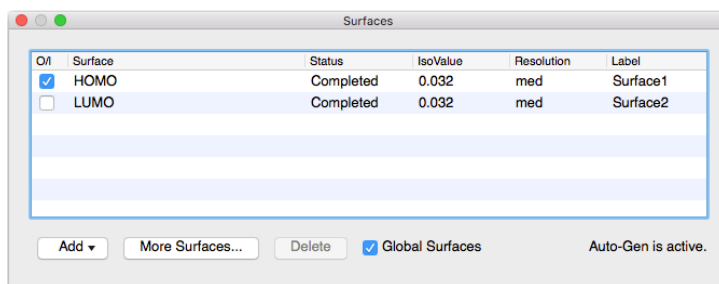 Surfaces
O/I Surface Status IsoValue Resolution Label
HOMO Completed 0.032 med Surface1
LUMO Completed 0.032 med Surface2
Add ▾ More Surfaces... Delete Global Surfaces Auto-Gen is active.